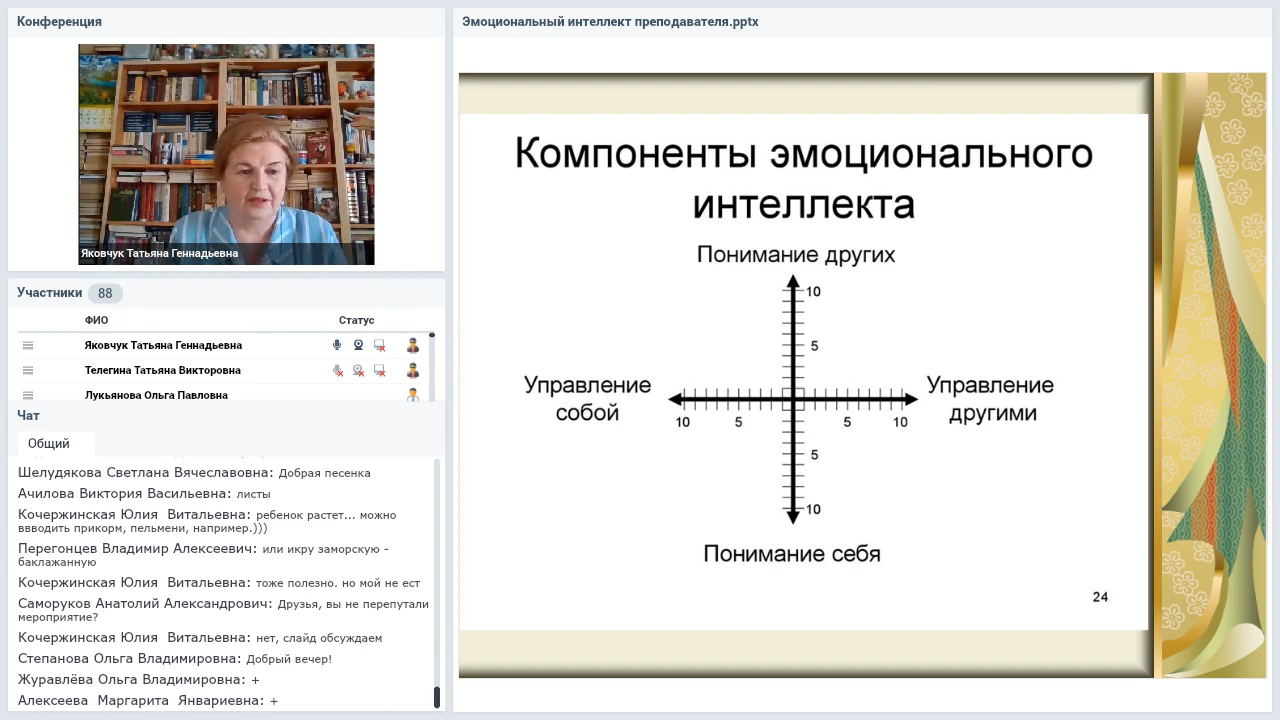 Конференция
Яковчук Татьяна Геннадьевна
Участники 88
ФИО Статус
Яковчук Татьяна Геннадьевна
Телегина Татьяна Викторовна
Лукьянова Ольга Павловна
Чат
Общий
Шелудякова Светлана Вячеславовна: Добрая песенка
Ачилова Виктория Васильевна: листы
Кочержинская Юлия Витальевна: ребенок растет... можно
ввводить прикорм, пельмени, например.)))
Перегонцев Владимир Алексеевич: или икру заморскую -
баклажанную
Кочержинская Юлия Витальевна: тоже полезно. но мой не ест
Саморуков Анатолий Александрович: Друзья, вы не перепутали
мероприятие?
Кочержинская Юлия Витальевна: нет, слайд обсуждаем
Степанова Ольга Владимировна: Добрый вечер!
Журавлёва Ольга Владимировна: +
Алексеева Маргарита Январиевна: +
Эмоциональный интеллект преподавателя.pptx
Компоненты эмоционального
интеллекта
Понимание других
10
5
Управление
собой
Управление
другими
10 5 5 10
5
10
Понимание себя
24